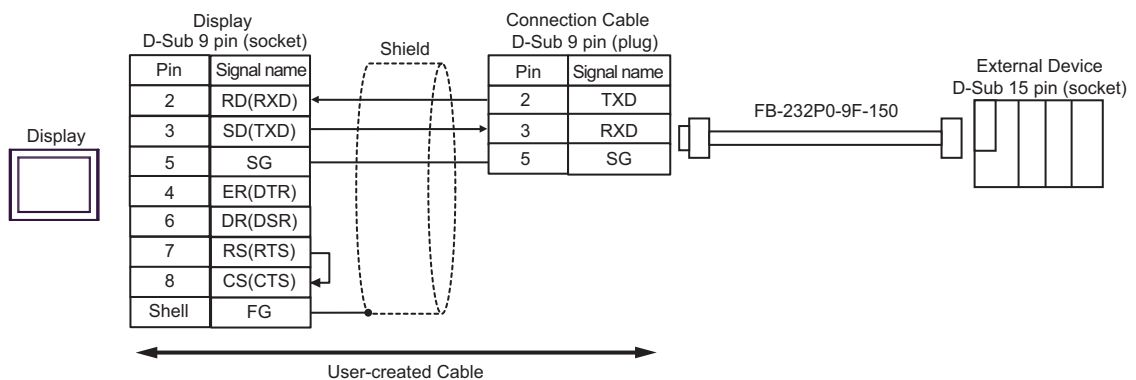 Display
D-Sub 9 pin (socket)
Shield
Connection Cable
D-Sub 9 pin (plug)
External Device
D-Sub 15 pin (socket)
Display
Pin Signal name
2 RD(RXD)
3 SD(TXD)
5 SG
4 ER(DTR)
6 DR(DSR)
7 RS(RTS)
8 CS(CTS)
Shell FG
Pin Signal name
2 TXD
3 RXD
5 SG
FB-232P0-9F-150
User-created Cable